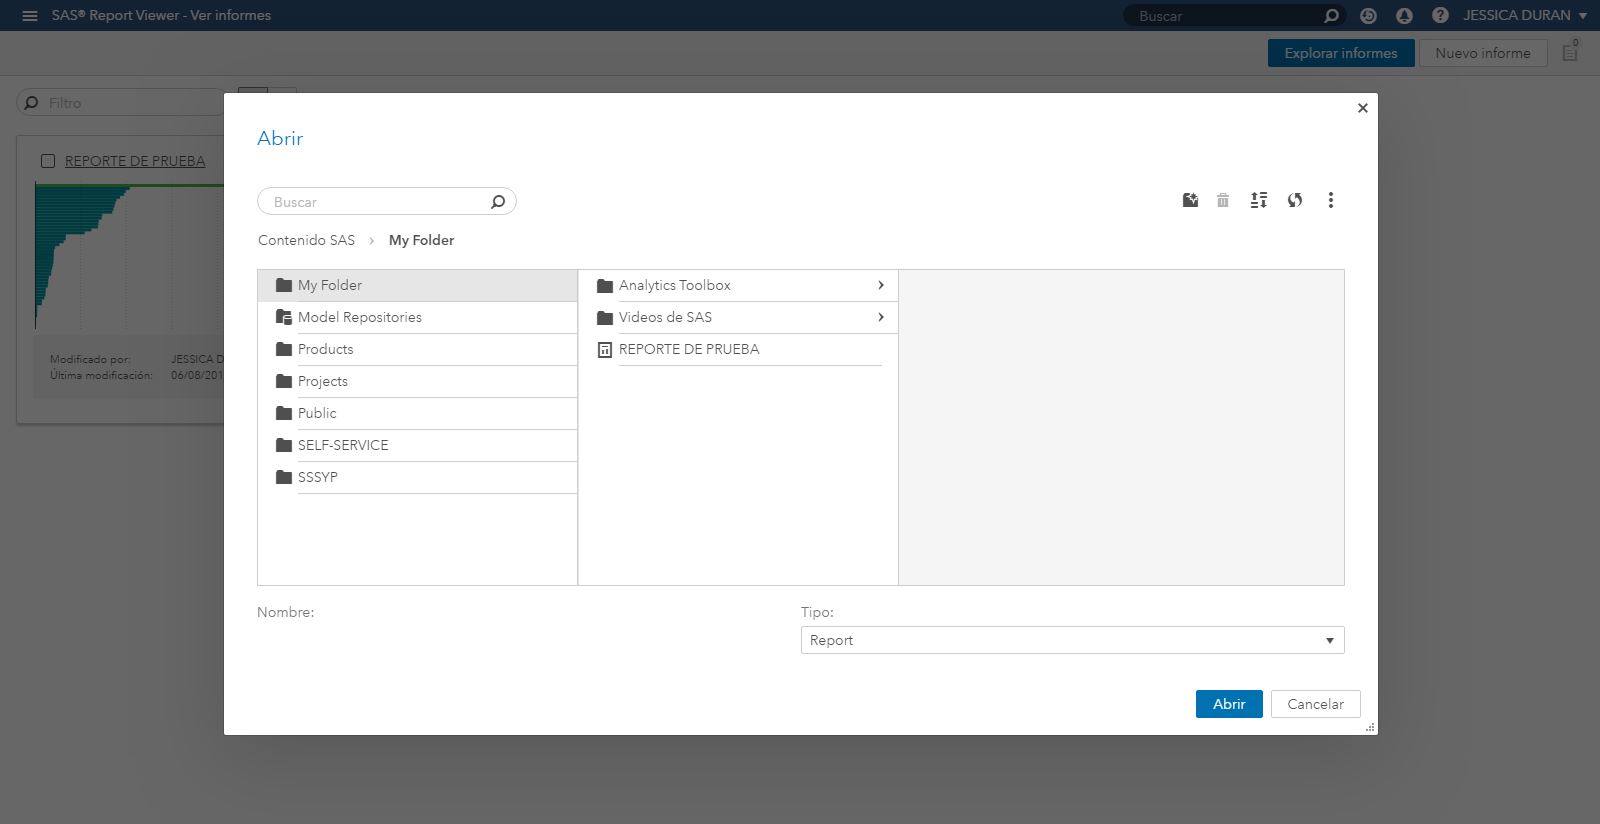 SAS® Report Viewer - Ver informes
Buscar
JESSICA DURAN
Explorar informes
Nuevo informe
0
Filtro
REPORTE DE PRUEBA
Modificado por: JESSICA D
Última modificación: 06/08/201
Abrir
Buscar
Contenido SAS › My Folder
My Folder
Model Repositories
Products
Projects
Public
SELF-SERVICE
SSSYP
Analytics Toolbox
Videos de SAS
REPORTE DE PRUEBA
Nombre:
Tipo:
Report
Abrir
Cancelar